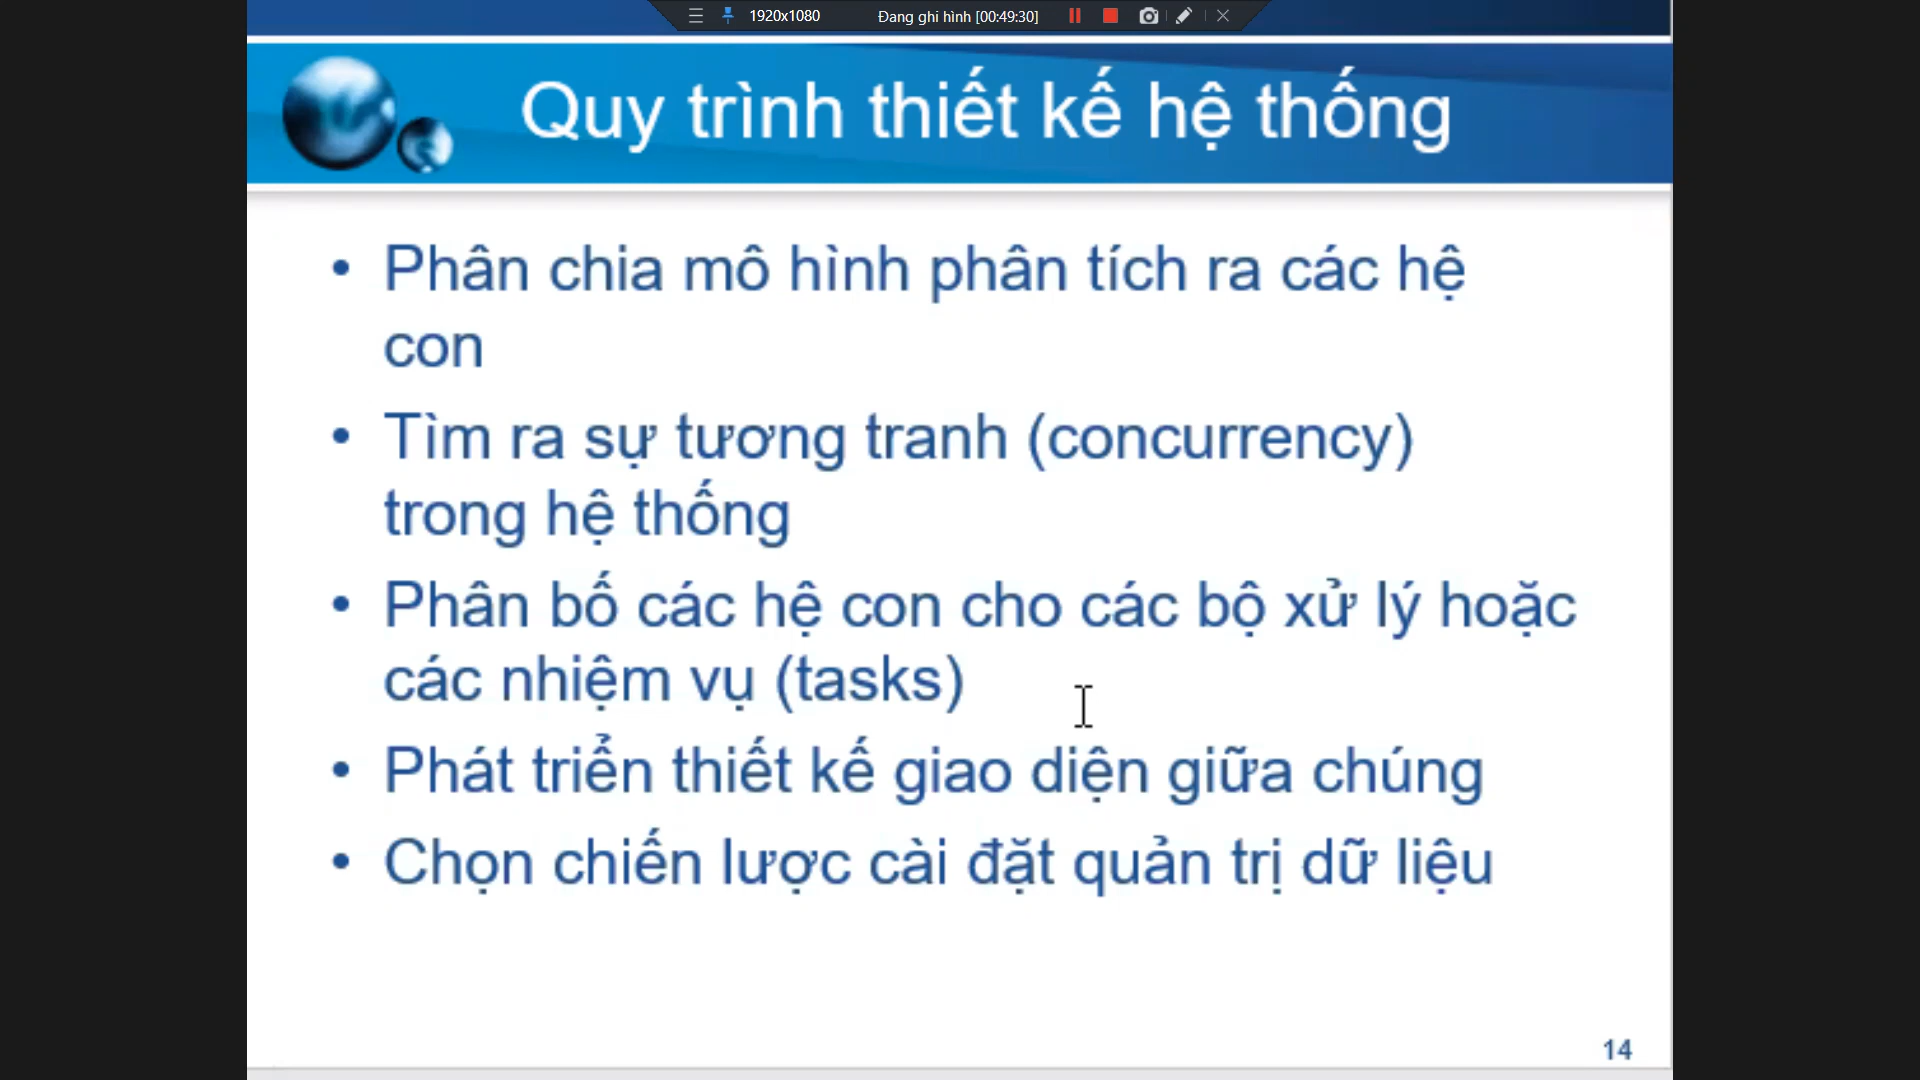 1920x1080 Đang ghi hình [00:49:30]
Quy trình thiết kế hệ thống
• Phân chia mô hình phân tích ra các hệ
con
• Tìm ra sự tương tranh (concurrency)
trong hệ thống
• Phân bố các hệ con cho các bộ xử lý hoặc
các nhiệm vụ (tasks)
• Phát triển thiết kế giao diện giữa chúng
• Chọn chiến lược cài đặt quản trị dữ liệu
14